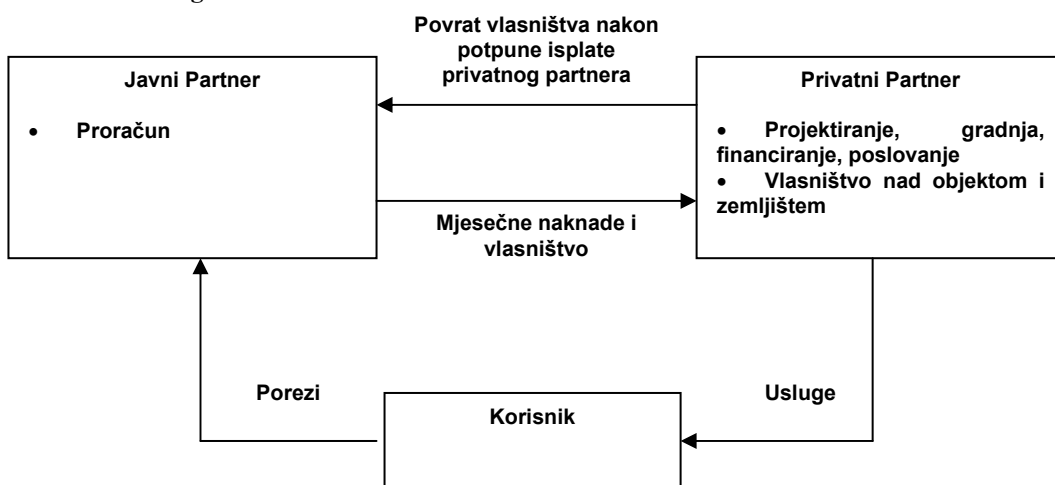 Povrat vlasništva nakon
potpune isplate
privatnog partnera
Javni Partner
• Proračun
Privatni Partner
• Projektiranje, gradnja,
financiranje, poslovanje
• Vlasništvo nad objektom i
zemljištem
Mjesečne naknade i
vlasništvo
Porezi
Usluge
Korisnik